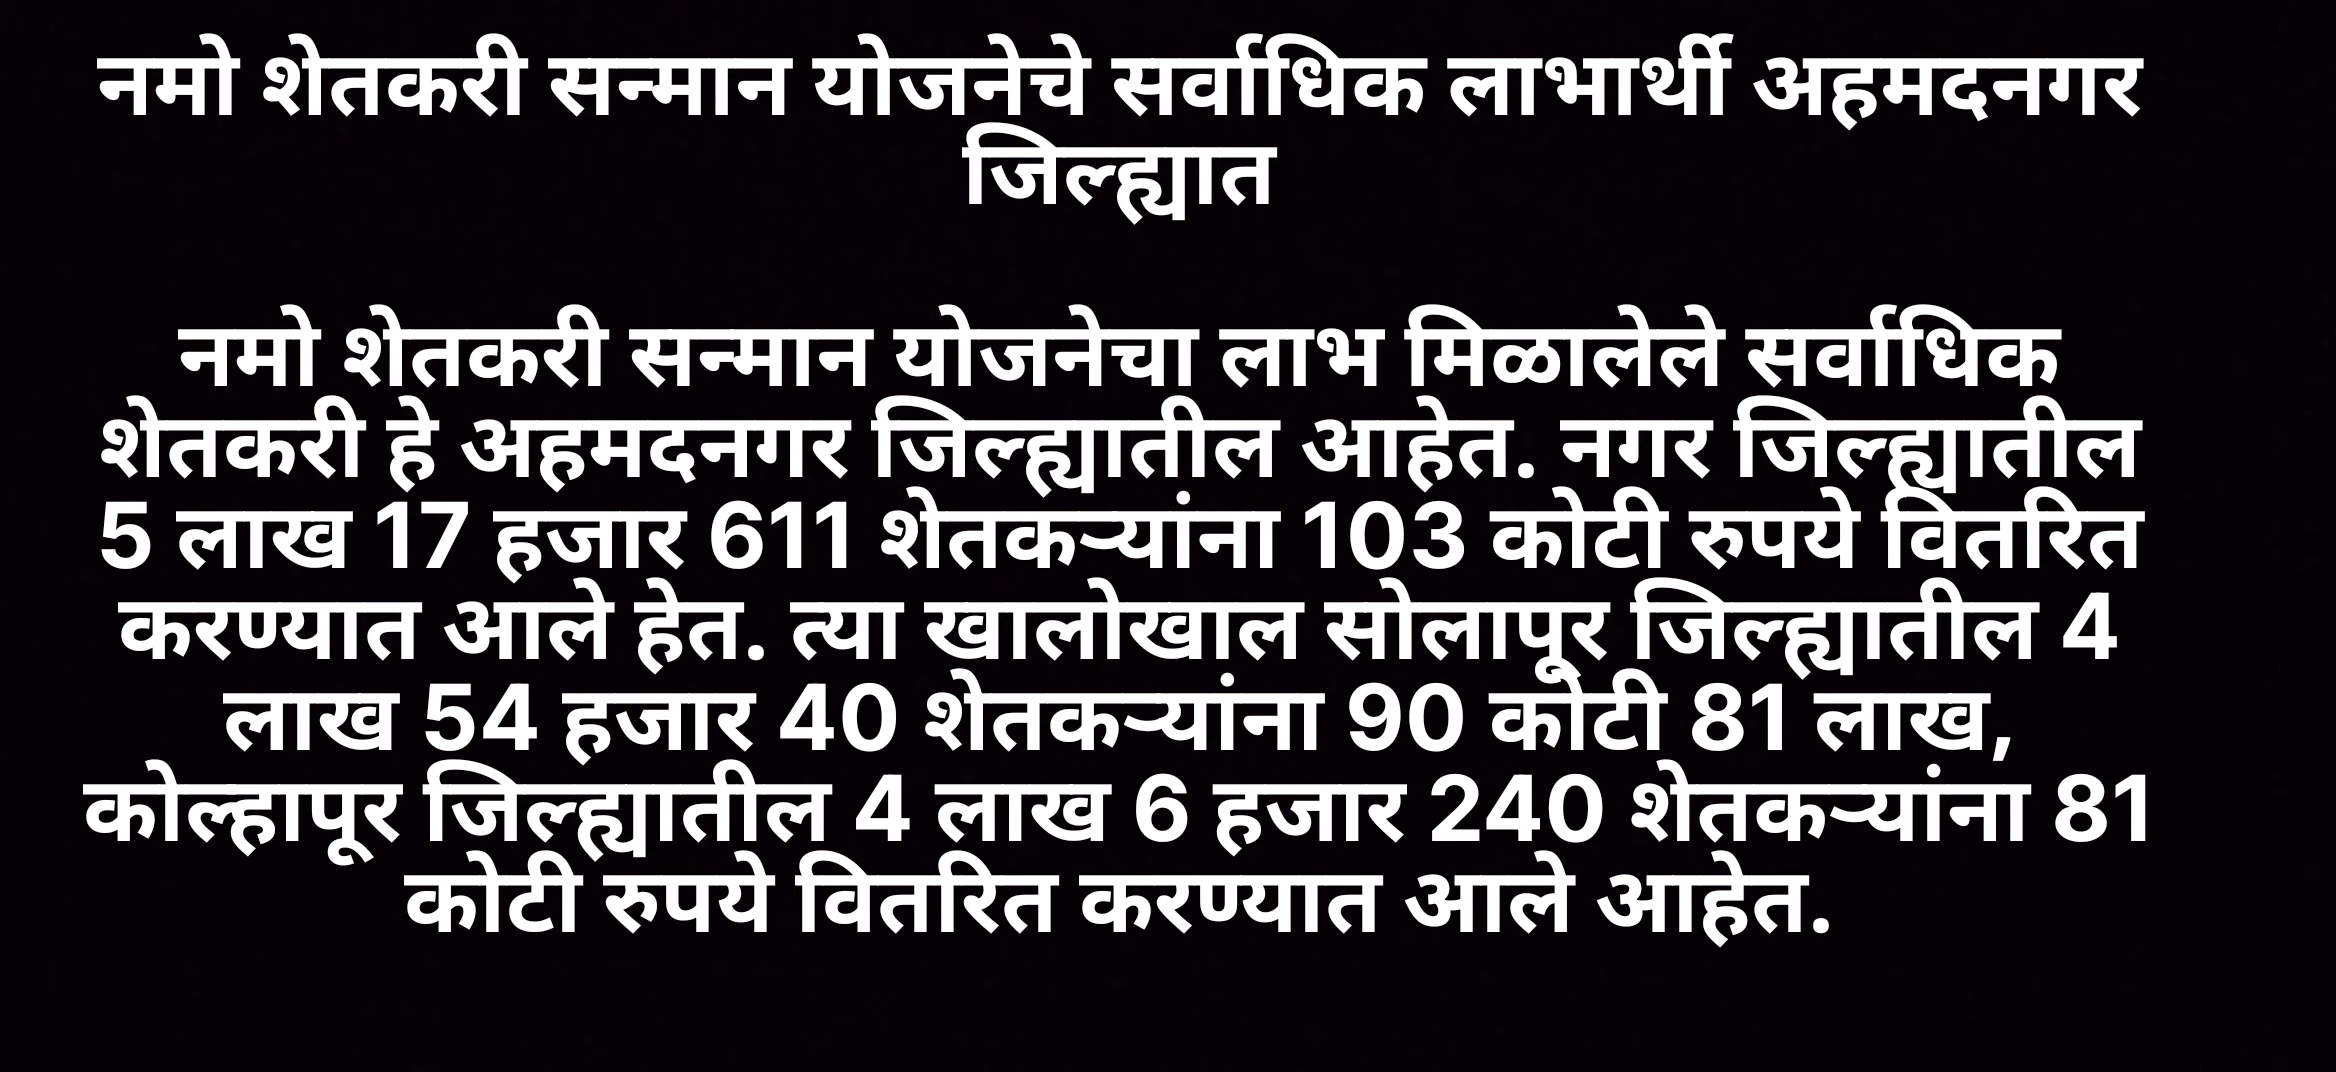 नमो शेतकरी सन्मान योजनेचे सर्वाधिक लाभार्थी अहमदनगर
जिल्ह्यात
नमो शेतकरी सन्मान योजनेचा लाभ मिळालेले सर्वाधिक
शेतकरी हे अहमदनगर जिल्ह्यातील आहेत. नगर जिल्ह्यातील
5 लाख 17 हजार 611 शेतकऱ्यांना 103 कोटी रुपये वितरित
करण्यात आले हेत. त्या खालोखाल सोलापूर जिल्ह्यातील 4
लाख 54 हजार 40 शेतकऱ्यांना 90 कोटी 81 लाख,
कोल्हापूर जिल्ह्यातील 4 लाख 6 हजार 240 शेतकऱ्यांना 81
कोटी रुपये वितरित करण्यात आले आहेत.